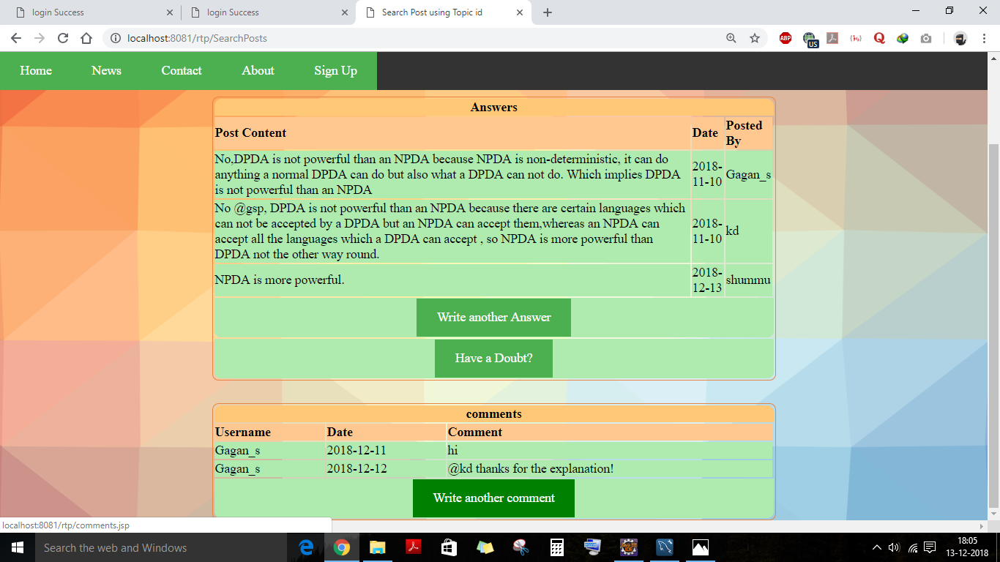 login Success
login Success
Search Post using Topic id
localhost:8081/rtp/SearchPosts
ABP
US
Home News Contact About Sign Up
Answers
Post Content
Date
Posted
By
No,DPDA is not powerful than an NPDA because NPDA is non-deterministic, it can do
anything a normal DPDA can do but also what a DPDA can not do. Which implies DPDA
is not powerful than an NPDA
2018-
11-10
Gagan_s
No @gsp, DPDA is not powerful than an NPDA because there are certain languages which
can not be accepted by a DPDA but an NPDA can accept them,whereas an NPDA can
accept all the languages which a DPDA can accept , so NPDA is more powerful than
DPDA not the other way round.
2018-
11-10
kd
NPDA is more powerful.
2018-
12-13
shummu
Write another Answer
Have a Doubt?
comments
Username Date Comment
Gagan_s 2018-12-11 hi
Gagan_s 2018-12-12 @kd thanks for the explanation!
Write another comment
localhost:8081/rtp/comments.jsp
Search the web and Windows
18:05
13-12-2018